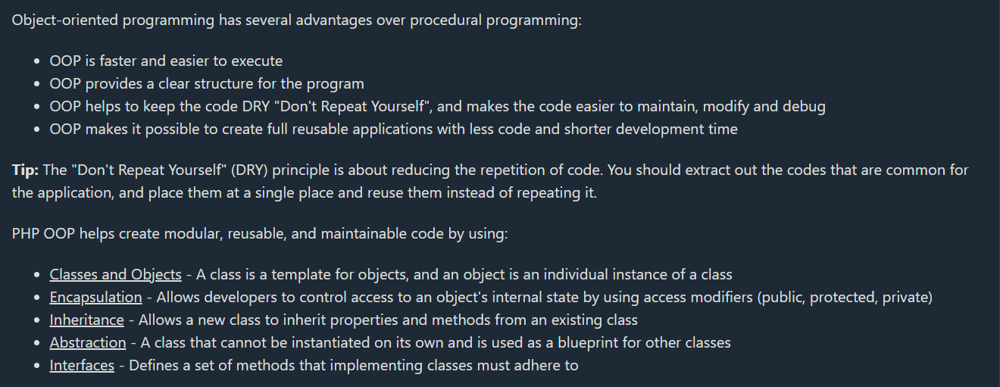 Object-oriented programming has several advantages over procedural programming:
OOP is faster and easier to execute
OOP provides a clear structure for the program
OOP helps to keep the code DRY "Don't Repeat Yourself", and makes the code easier to maintain, modify and debug
OOP makes it possible to create full reusable applications with less code and shorter development time
Tip: The "Don't Repeat Yourself" (DRY) principle is about reducing the repetition of code. You should extract out the codes that are common for
the application, and place them at a single place and reuse them instead of repeating it.
PHP OOP helps create modular, reusable, and maintainable code by using:
Classes and Objects - A class is a template for objects, and an object is an individual instance of a class
Encapsulation - Allows developers to control access to an object's internal state by using access modifiers (public, protected, private)
Inheritance - Allows a new class to inherit properties and methods from an existing class
Abstraction - A class that cannot be instantiated on its own and is used as a blueprint for other classes
Interfaces - Defines a set of methods that implementing classes must adhere to